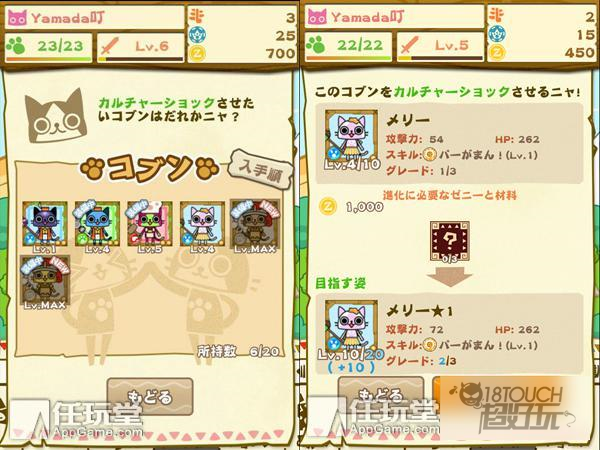 Yamada叮
23/23
Lv.6
3
25
700
カルチャーショックさせた
いコブンはだれかニャ？
コブン
入手順
Lv.1
Lv.4
Lv.5
Lv.4
Lv.MAX
Lv.MAX
所持数 6/20
もどる
任玩堂
AppGame.com
Yamada叮
22/22
Lv.5
2
15
450
このコブンをカルチャーショックさせるニャ!
メリー
攻撃力: 54 HP: 262
スキル: パーがまん!(Lv.1)
Lv.4/10
グレード: 1/3
進化に必要なゼニーと材料
1,000
?
0/3
目指す姿
メリー★1
攻撃力: 72 HP: 262
スキル: パーがまん!(Lv.1)
Lv.10/20
グレード: 2/3
(+10)
もどる
任玩堂
AppGame.com
18TOUCH
超好玩